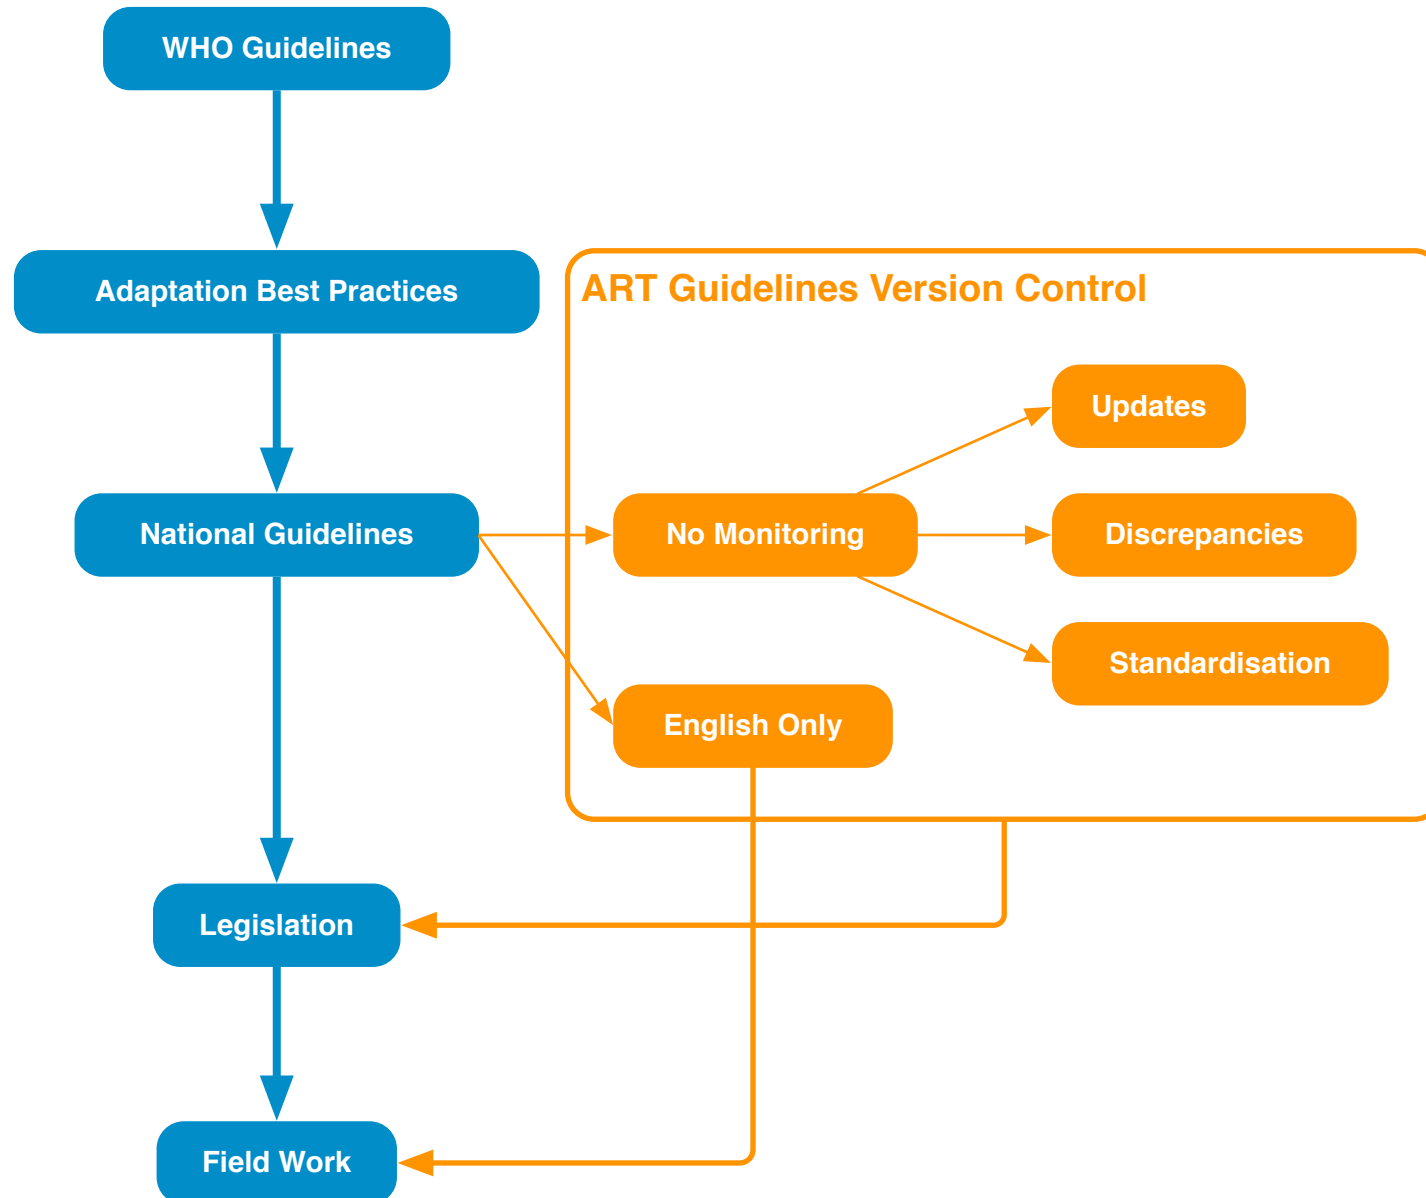 WHO Guidelines
Adaptation Best Practices
ART Guidelines Version Control
Updates
National Guidelines
No Monitoring
Discrepancies
Standardisation
English Only
Legislation
Field Work